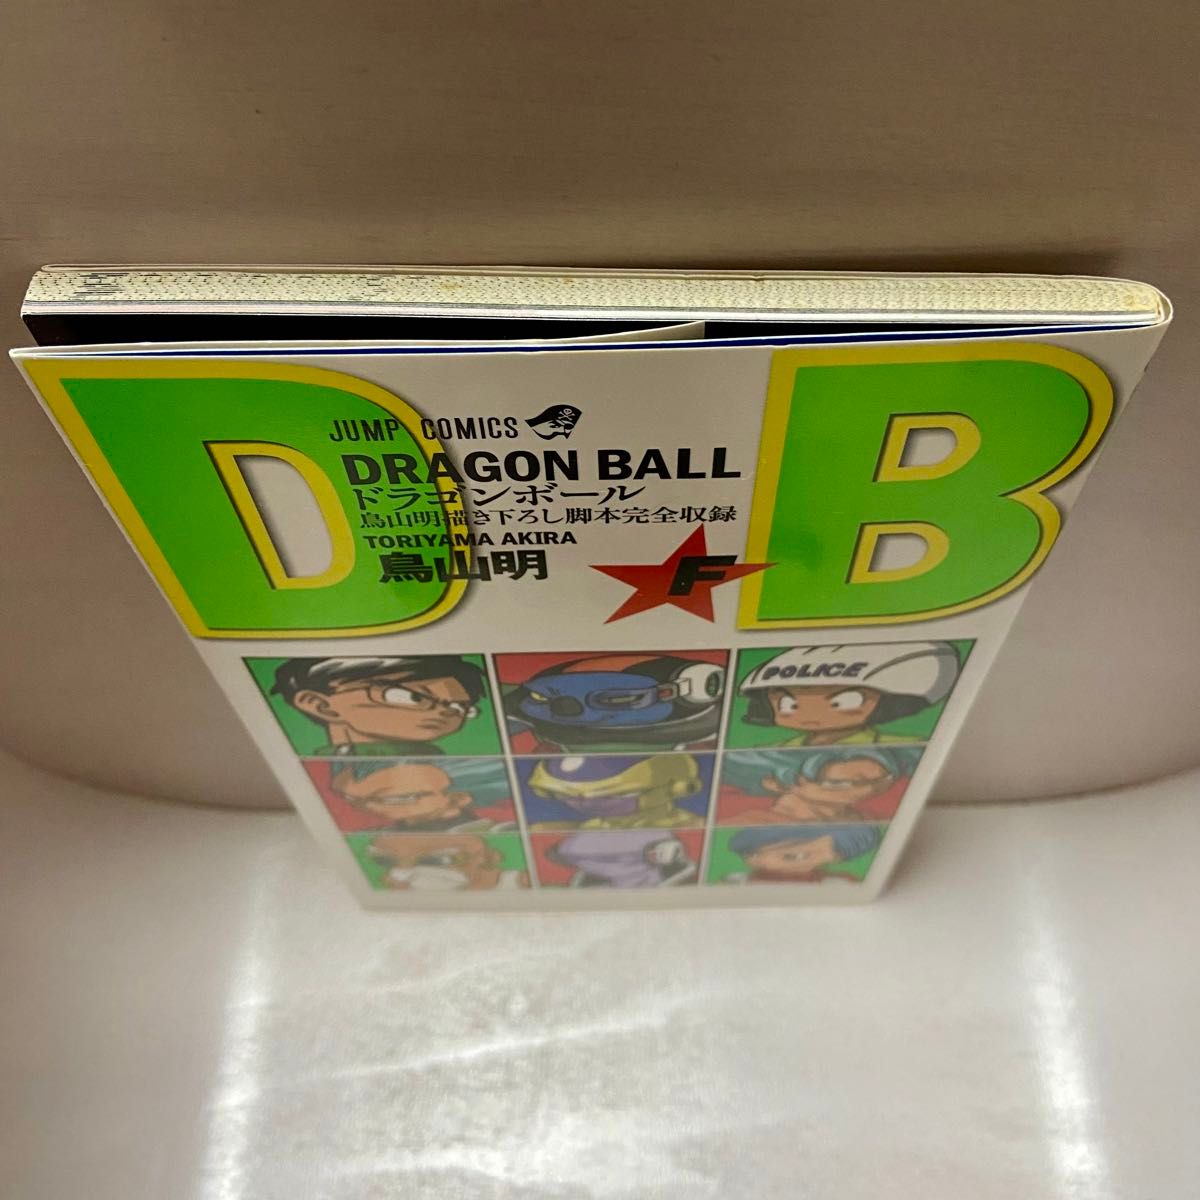 D B
JUMP COMICS
DRAGON BALL
ドラゴンボール
鳥山明描き下ろし脚本完全収録
TORIYAMA AKIRA
鳥山明
F
POLICE